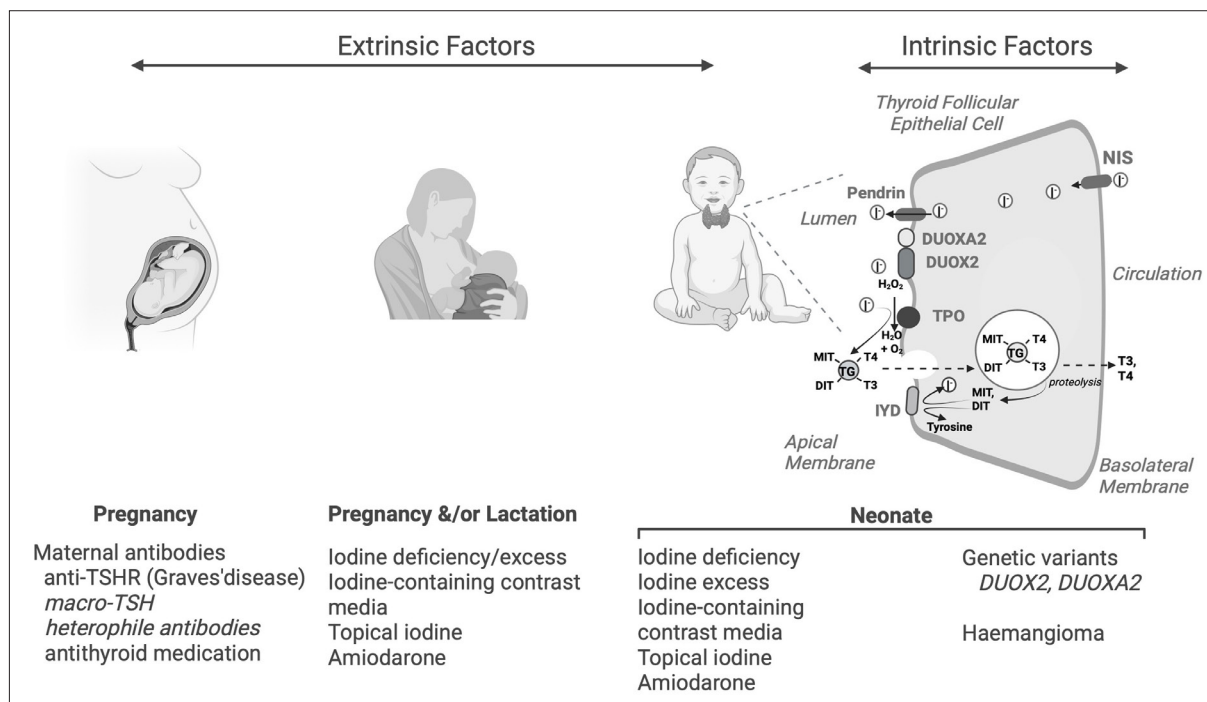 Extrinsic Factors
Intrinsic Factors
Thyroid Follicular
Epithelial Cell
NIS
I-
I-
I-
I-
Pendrin
I-
I-
Lumen
DUOXA2
DUOX2
Circulation
I-
H2O2
I-
TPO
H2O
+ O2
MIT
T4
TG
DIT
T3
MIT
T4
TG
DIT
T3
proteolysis
T3,
T4
I-
MIT,
DIT
IYD
Tyrosine
Apical
Membrane
Basolateral
Membrane
Pregnancy
Maternal antibodies
anti-TSHR (Graves'disease)
macro-TSH
heterophile antibodies
antithyroid medication
Pregnancy &/or Lactation
Iodine deficiency/excess
Iodine-containing contrast
media
Topical iodine
Amiodarone
Neonate
Iodine deficiency
Iodine excess
Iodine-containing
contrast media
Topical iodine
Amiodarone
Genetic variants
DUOX2, DUOXA2
Haemangioma